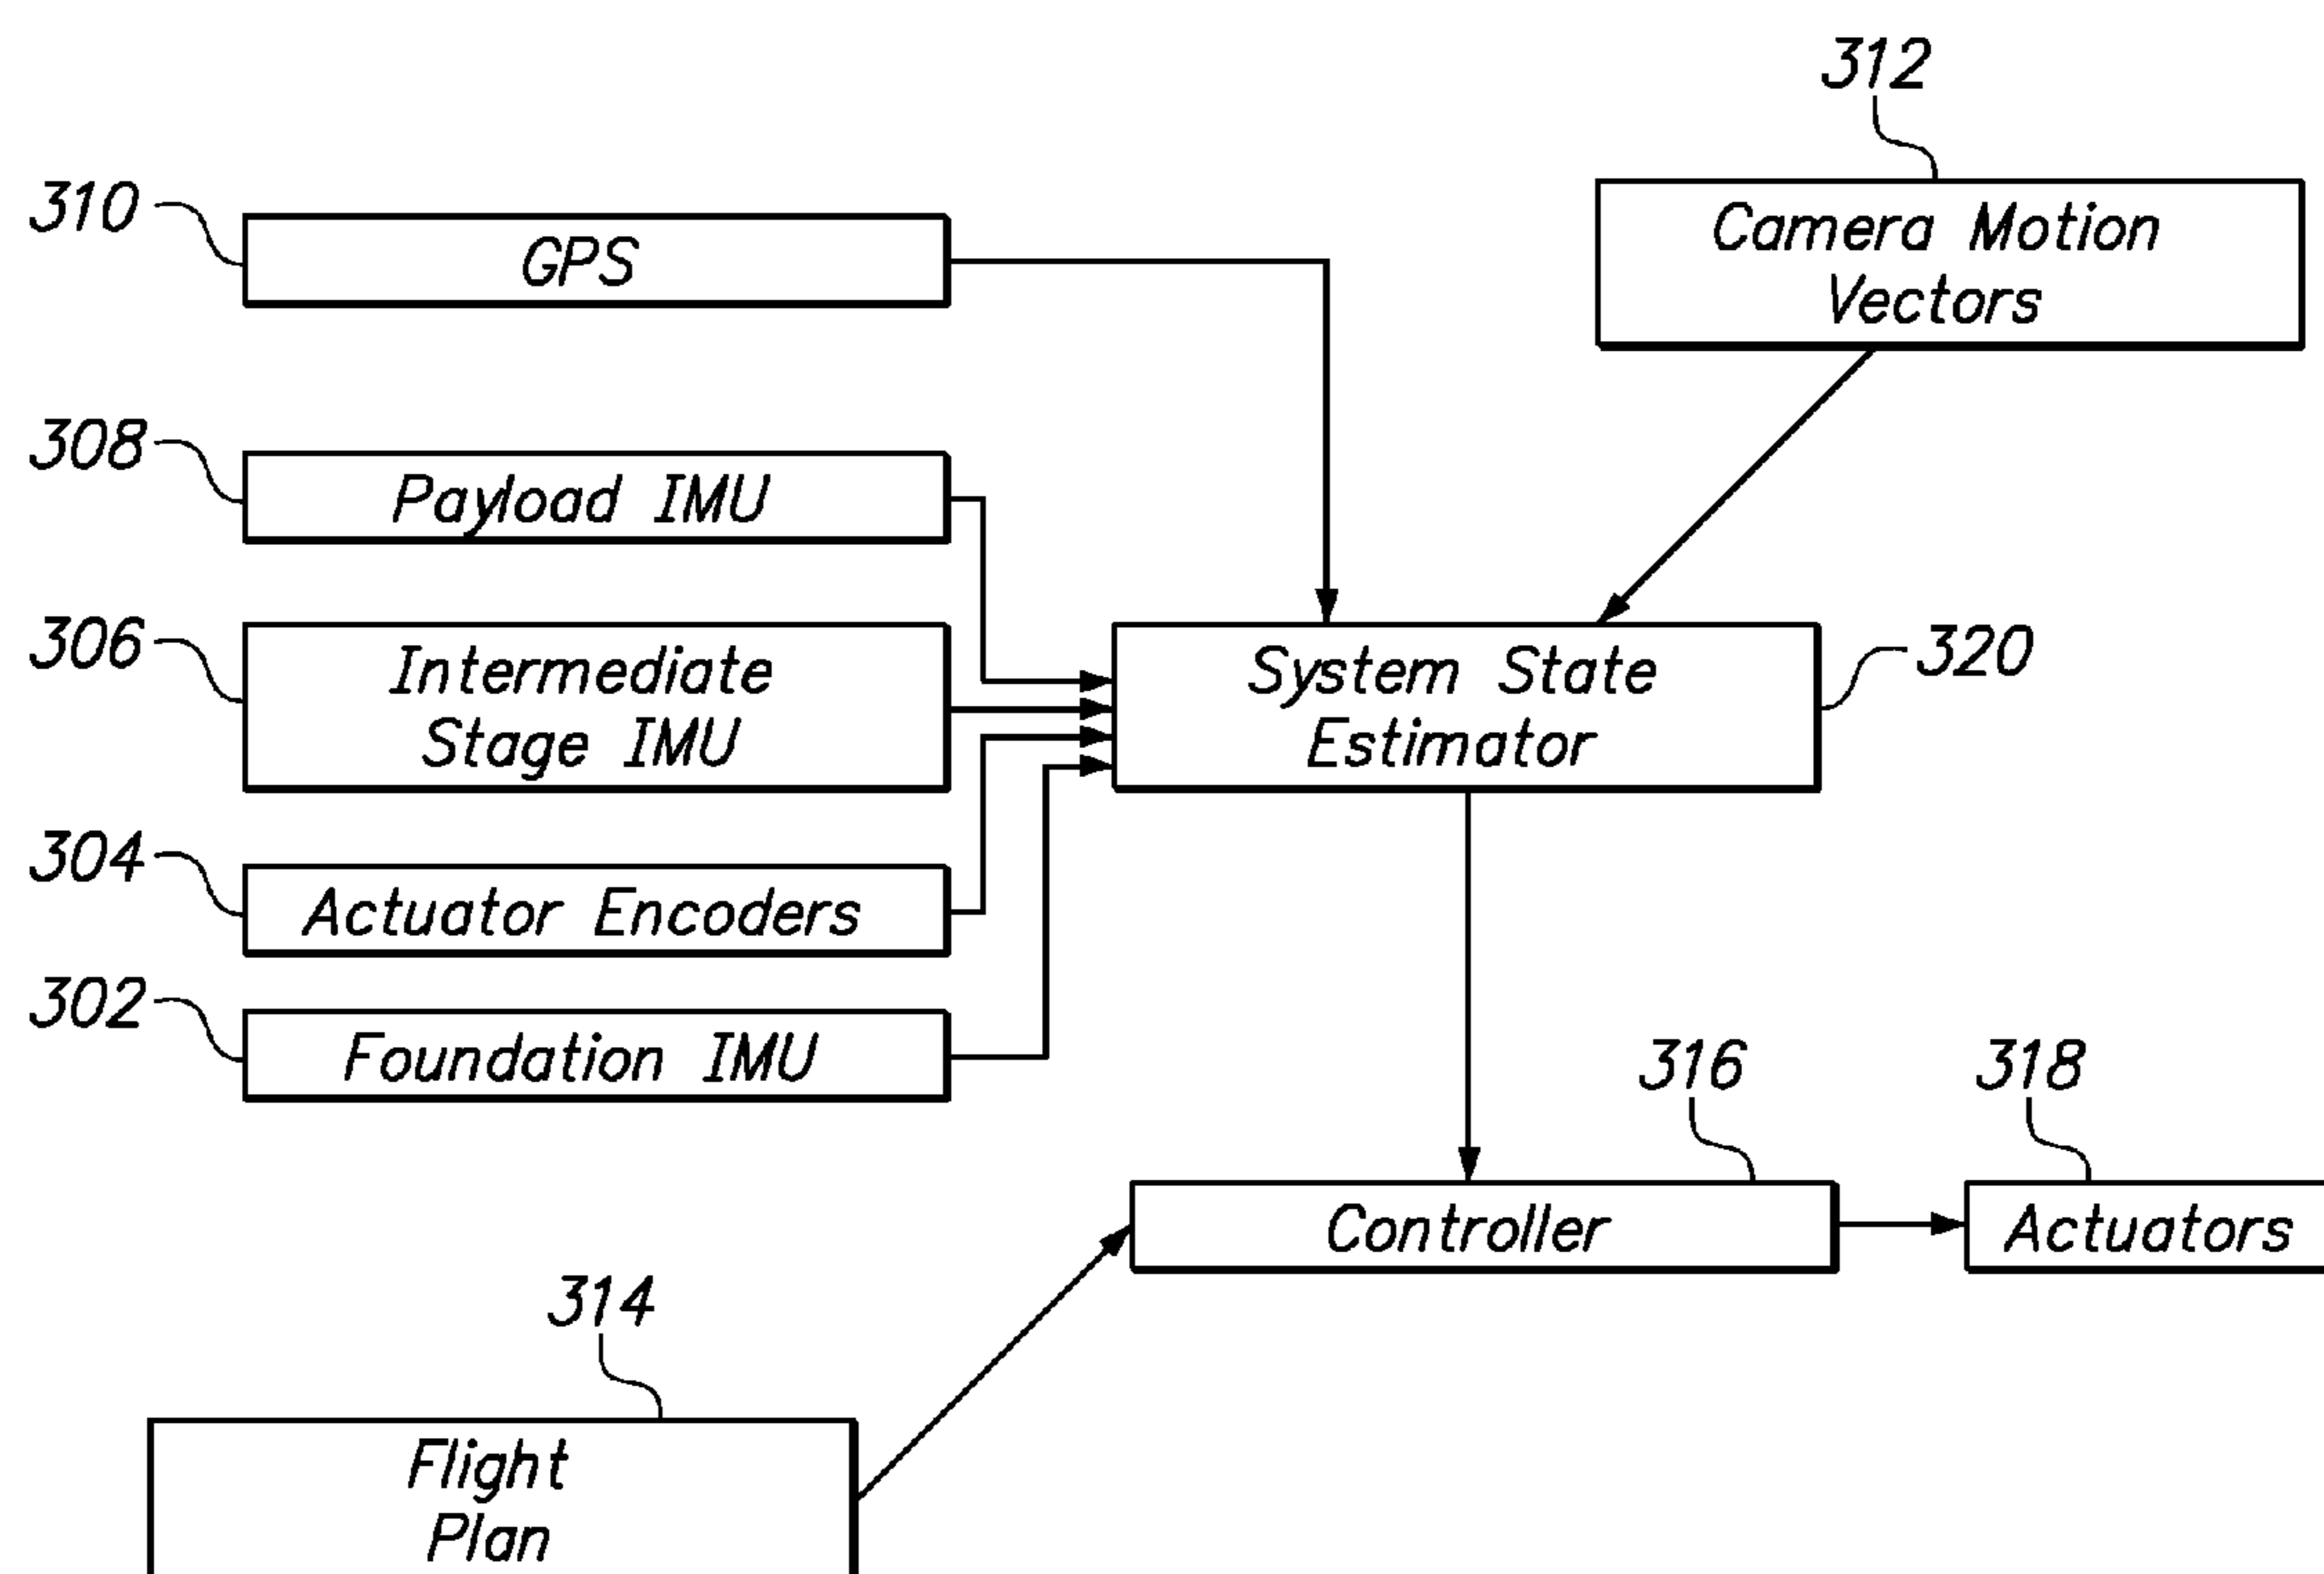 312
310
GPS
Camera Motion
Vectors
308
Payload IMU
306
Intermediate
Stage IMU
System State
Estimator
320
304
Actuator Encoders
302
Foundation IMU
316
318
Controller
Actuators
314
Flight
Plan